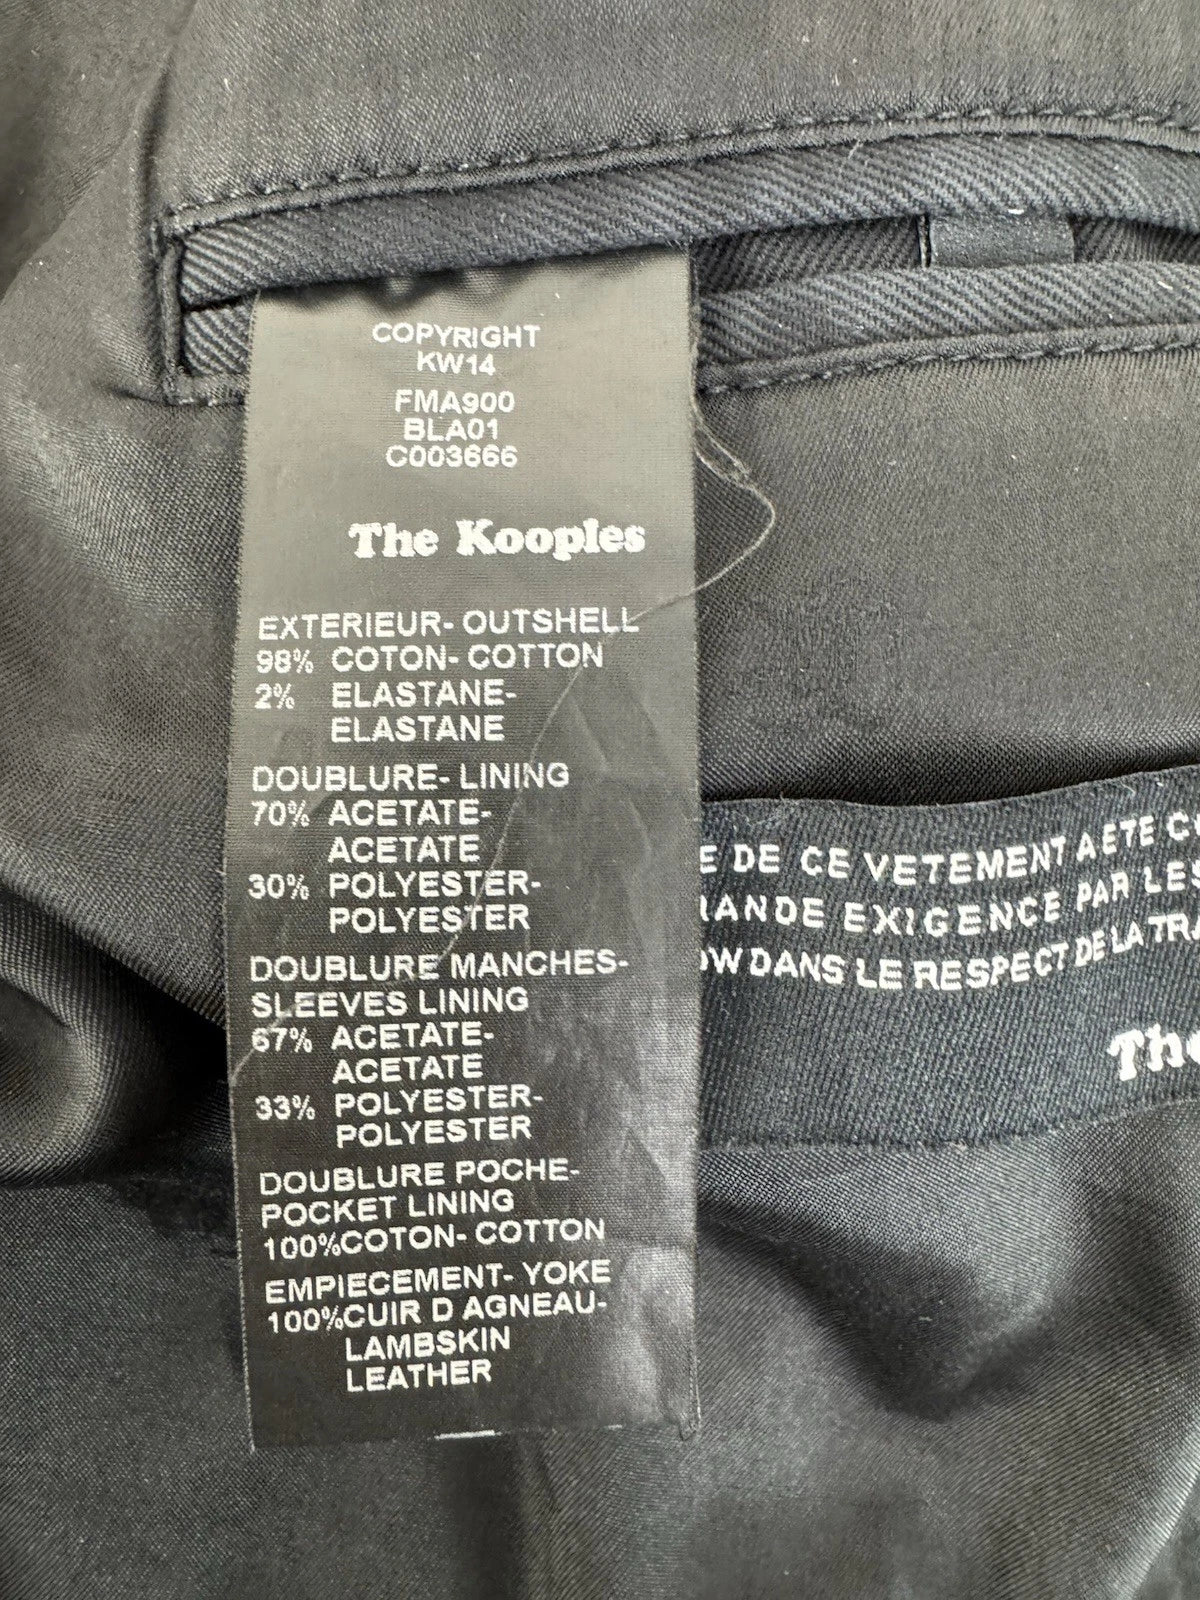 COPYRIGHT
KW14
FMA900
BLA01
C003666
The Kooples
EXTERIEUR- OUTSHELL
98% COTON- COTTON
2% ELASTANE-
ELASTANE
DOUBLURE- LINING
70% ACETATE-
ACETATE
30% POLYESTER-
POLYESTER
DOUBLURE MANCHES-
SLEEVES LINING
67% ACETATE-
ACETATE
33% POLYESTER-
POLYESTER
DOUBLURE POCHE-
POCKET LINING
100%COTON- COTTON
EMPIECEMENT- YOKE
100%CUIR D AGNEAU-
LAMBSKIN
LEATHER
DE CE VETEMENT A ETE
EXIGENCE PAR LES
DANS LE RESPECT DE LA